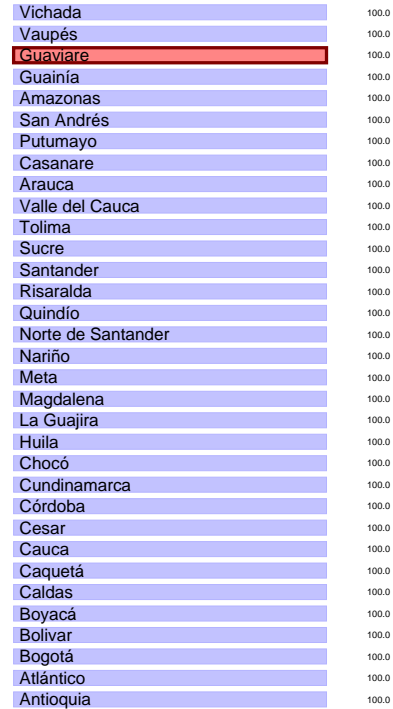 Vichada 100.0
Vaupés 100.0
Guaviare 100.0
Guainía 100.0
Amazonas 100.0
San Andrés 100.0
Putumayo 100.0
Casanare 100.0
Arauca 100.0
Valle del Cauca 100.0
Tolima 100.0
Sucre 100.0
Santander 100.0
Risaralda 100.0
Quindío 100.0
Norte de Santander 100.0
Nariño 100.0
Meta 100.0
Magdalena 100.0
La Guajira 100.0
Huila 100.0
Chocó 100.0
Cundinamarca 100.0
Córdoba 100.0
Cesar 100.0
Cauca 100.0
Caquetá 100.0
Caldas 100.0
Boyacá 100.0
Bolivar 100.0
Bogotá 100.0
Atlántico 100.0
Antioquia 100.0